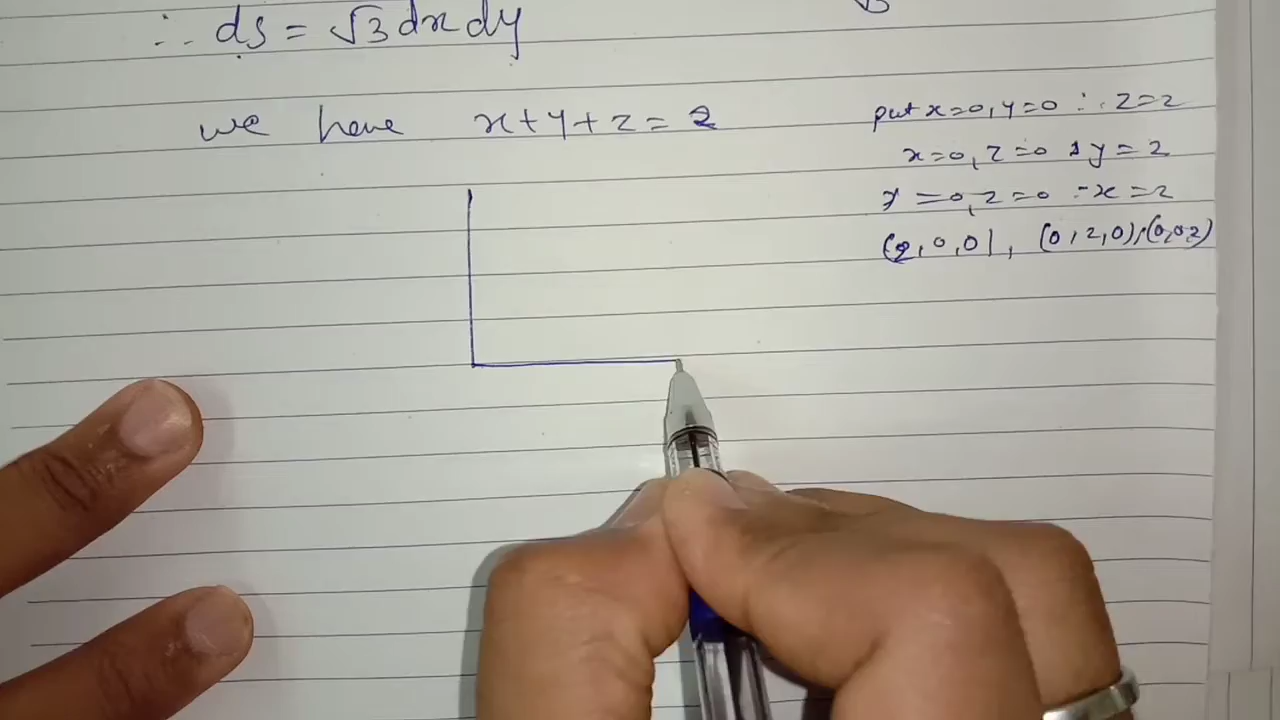 ∴ ds = √3 dx dy
we have x+y+z = 2
put x=0, y=0 ∴ z=2
x=0, z=0 y = 2
y =0, z=0 x = 2
(2,0,0), (0,2,0), (0,0,2)